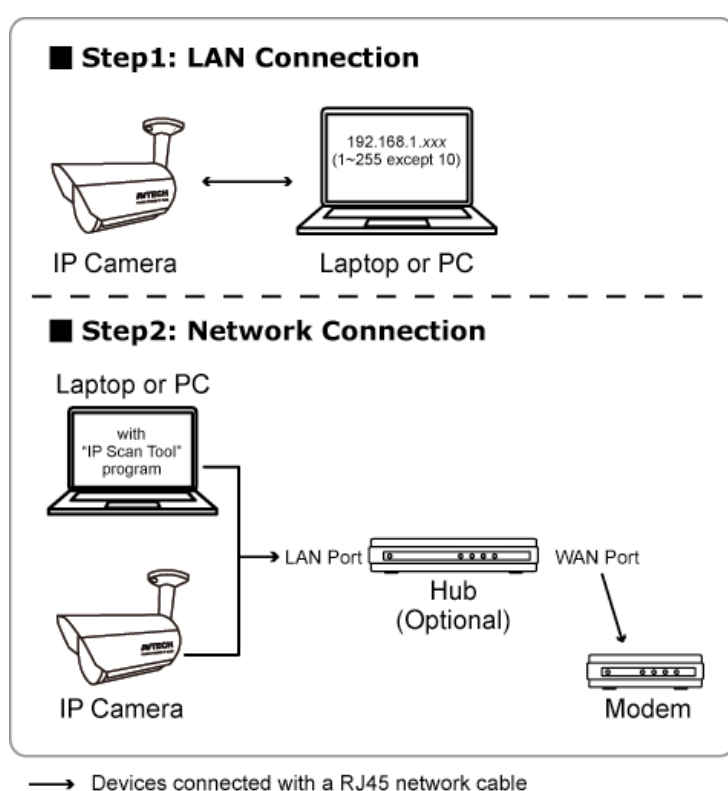 ■ Step1: LAN Connection
192.168.1.xxx
(1~255 except 10)
AVTECH
IP Camera
Laptop or PC
■ Step2: Network Connection
Laptop or PC
with
"IP Scan Tool"
program
LAN Port
WAN Port
Hub
(Optional)
AVTECH
IP Camera
Modem
Devices connected with a RJ45 network cable